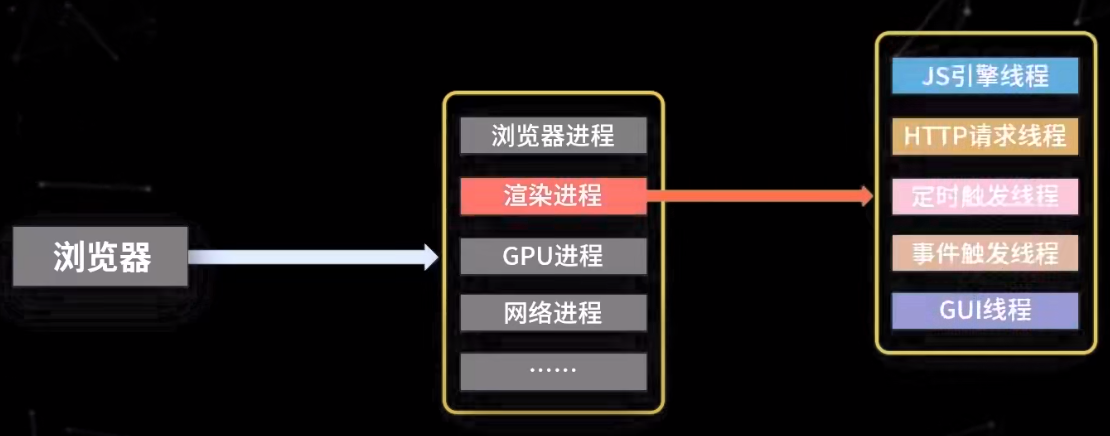 浏览器
浏览器进程
渲染进程
GPU进程
网络进程
……
JS引擎线程
HTTP请求线程
定时触发线程
事件触发线程
GUI线程